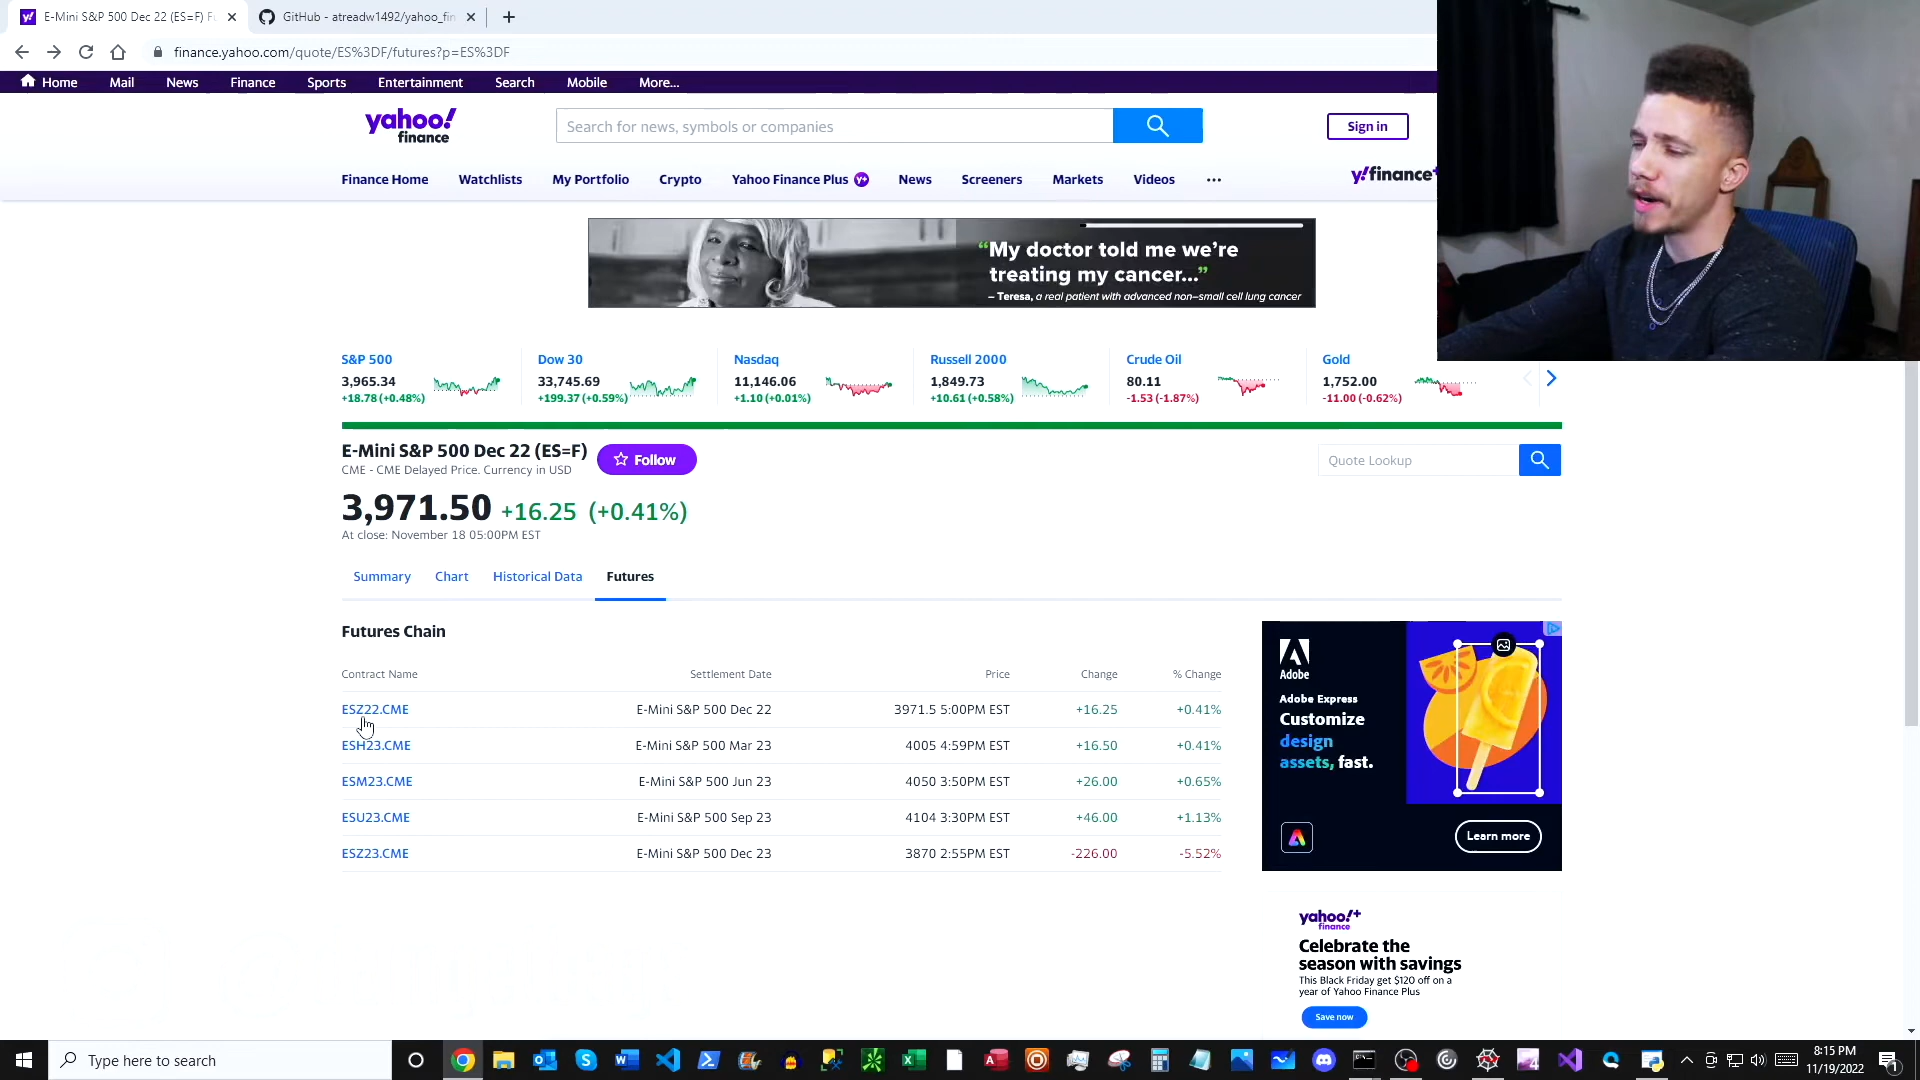 E-Mini S&P 500 Dec 22 (ES=F) F
GitHub - atreadw1492/yahoo_fin
finance.yahoo.com/quote/ES%3DF/futures?p=ES%3DF
Home Mail News Finance Sports Entertainment Search Mobile More...
yahoo! finance
Search for news, symbols or companies
Sign in
Finance Home Watchlists My Portfolio Crypto Yahoo Finance Plus News Screeners Markets Videos ...
y!finance+
“My doctor told me we’re
treating my cancer...”
– Teresa, a real patient with advanced non–small cell lung cancer
S&P 500 Dow 30 Nasdaq Russell 2000 Crude Oil Gold
3,965.34 33,745.69 11,146.06 1,849.73 80.11 1,752.00
+18.78 (+0.48%) +199.37 (+0.59%) +1.10 (+0.01%) +10.61 (+0.58%) -1.53 (-1.87%) -11.00 (-0.62%)
E-Mini S&P 500 Dec 22 (ES=F)
Follow
CME - CME Delayed Price. Currency in USD
Quote Lookup
3,971.50 +16.25 (+0.41%)
At close: November 18 05:00PM EST
Summary Chart Historical Data Futures
Futures Chain
Contract Name Settlement Date Price Change % Change
ESZ22.CME E-Mini S&P 500 Dec 22 3971.5 5:00PM EST +16.25 +0.41%
ESH23.CME E-Mini S&P 500 Mar 23 4005 4:59PM EST +16.50 +0.41%
ESM23.CME E-Mini S&P 500 Jun 23 4050 3:50PM EST +26.00 +0.65%
ESU23.CME E-Mini S&P 500 Sep 23 4104 3:30PM EST +46.00 +1.13%
ESZ23.CME E-Mini S&P 500 Dec 23 3870 2:55PM EST -226.00 -5.52%
Adobe
Adobe Express
Customize
design
assets, fast.
Learn more
yahoo!+
finance
Celebrate the
season with savings
This Black Friday get $120 off on a
year of Yahoo Finance Plus
Save now
Type here to search
8:15 PM
11/19/2022